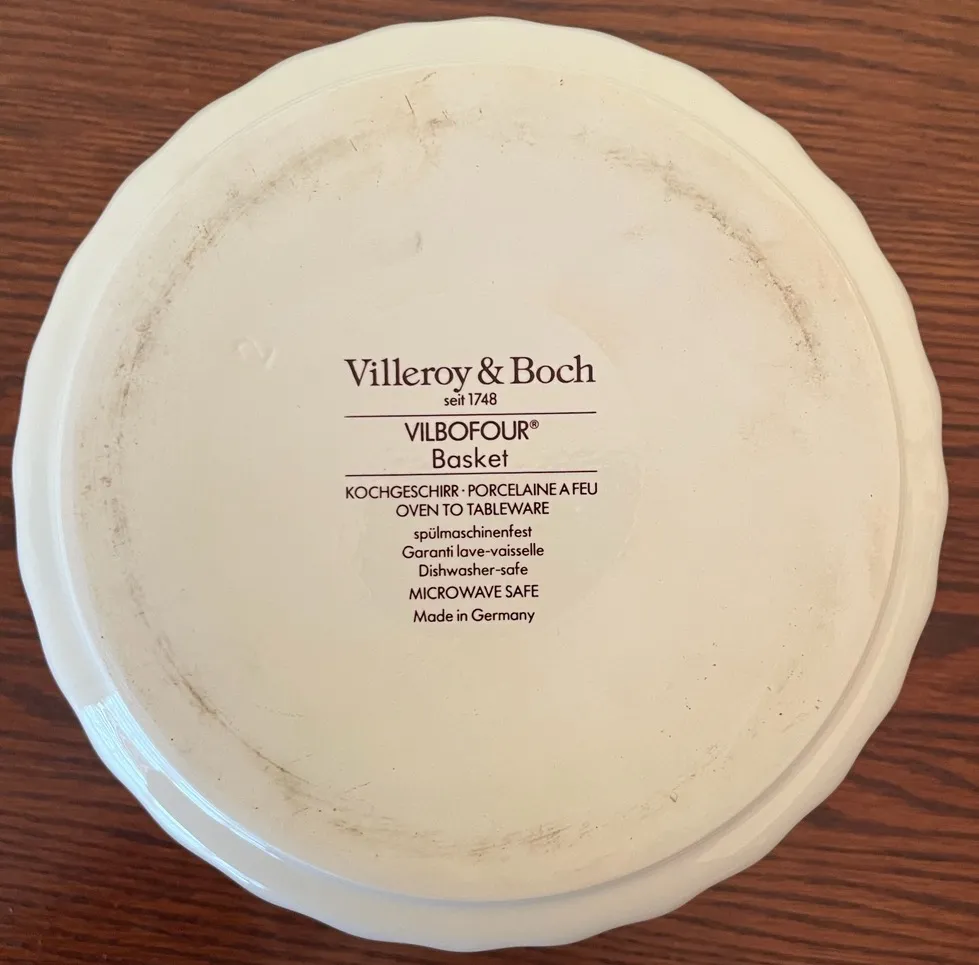 2
Villeroy & Boch
seit 1748
VILBOFOUR®
Basket
KOCHGESCHIRR · PORCELAINE A FEU
OVEN TO TABLEWARE
spülmaschinenfest
Garanti lave-vaisselle
Dishwasher-safe
MICROWAVE SAFE
Made in Germany